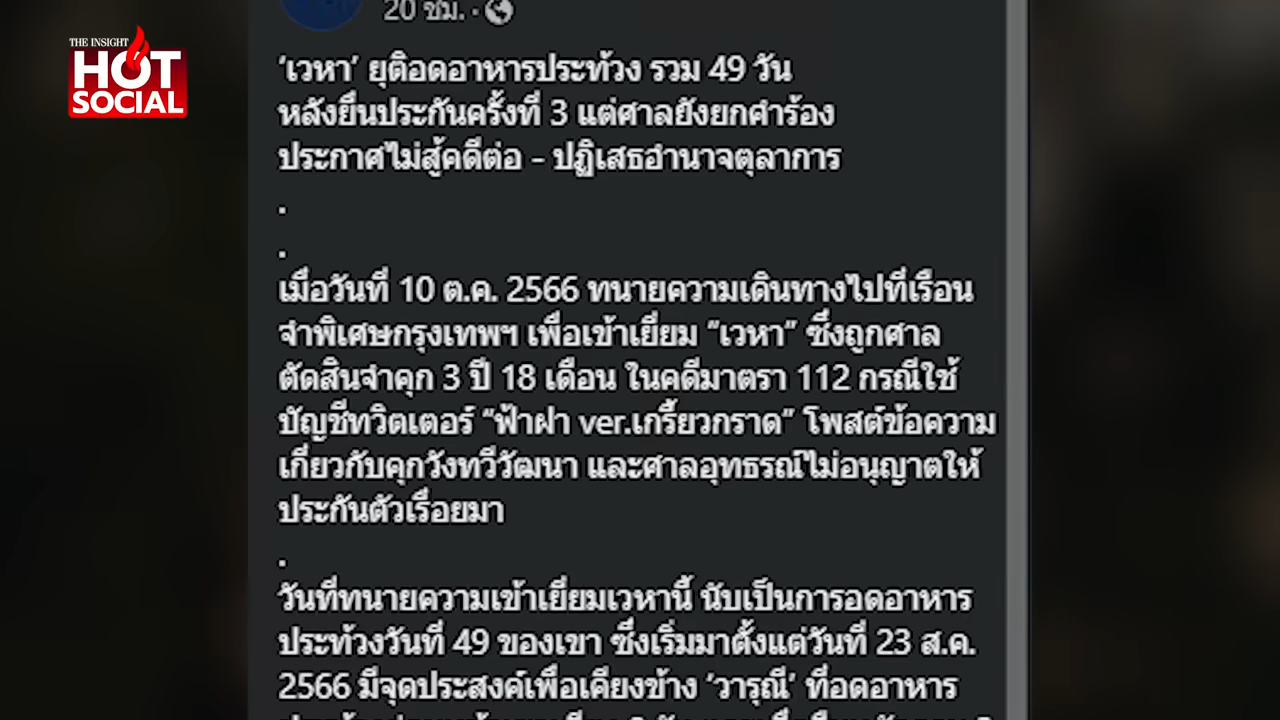 20 ชม.
THE INSIGHT
HOT
SOCIAL
‘เวหา’ ยุติอดอาหารประท้วง รวม 49 วัน
หลังยื่นประกันครั้งที่ 3 แต่ศาลยังยกคำร้อง
ประกาศไม่สู้คดีต่อ – ปฏิเสธอำนาจตุลาการ
.
.
เมื่อวันที่ 10 ต.ค. 2566 ทนายความเดินทางไปที่เรือน
จำพิเศษกรุงเทพฯ เพื่อเข้าเยี่ยม “เวหา” ซึ่งถูกศาล
ตัดสินจำคุก 3 ปี 18 เดือน ในคดีมาตรา 112 กรณีใช้
บัญชีทวิตเตอร์ “ฟ้าฝา ver.เกรี้ยวกราด” โพสต์ข้อความ
เกี่ยวกับคุกวังทวีวัฒนา และศาลอุทธรณ์ไม่อนุญาตให้
ประกันตัวเรื่อยมา
.
วันที่ทนายความเข้าเยี่ยมเวหานี้ นับเป็นการอดอาหาร
ประท้วงวันที่ 49 ของเขา ซึ่งเริ่มมาตั้งแต่วันที่ 23 ส.ค.
2566 มีจุดประสงค์เพื่อเคียงข้าง ‘วารุณี’ ที่อดอาหาร